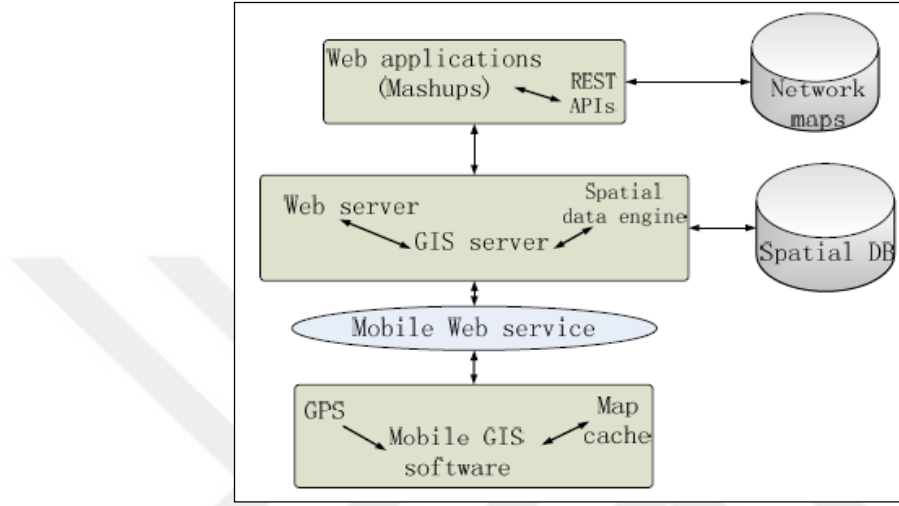 Web applications
(Mashups)
REST
APIs
Network
maps
Web server
GIS server
Spatial
data engine
Spatial DB
Mobile Web service
GPS
Mobile GIS
software
Map
cache